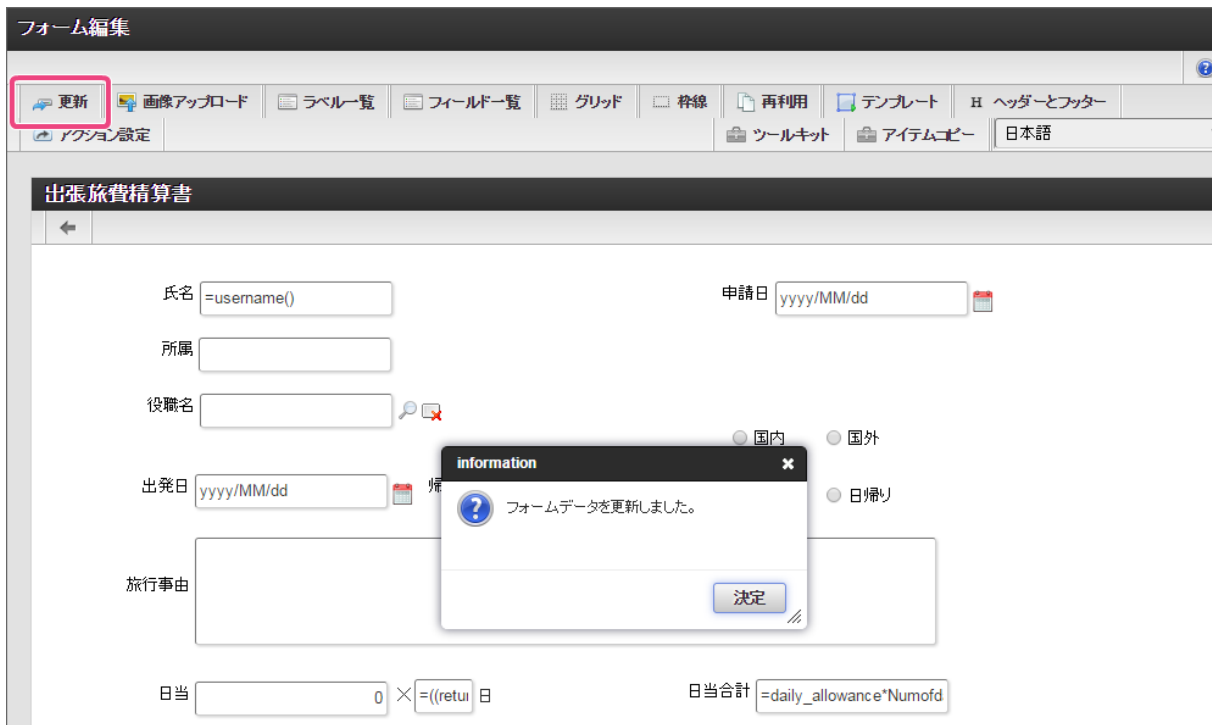 フォーム編集
更新 画像アップロード ラベル一覧 フィールド一覧 グリッド 枠線 再利用 テンプレート H ヘッダーとフッター
アクション設定 ツールキット アイテムコピー 日本語
出張旅費精算書
氏名 =username() 申請日 yyyy/MM/dd
所属
役職名
国内 国外
出発日 yyyy/MM/dd 帰
日帰り
information
フォームデータを更新しました。
決定
旅行事由
日当 0 × =((retu 日 日当合計 =daily_allowance*Numofd